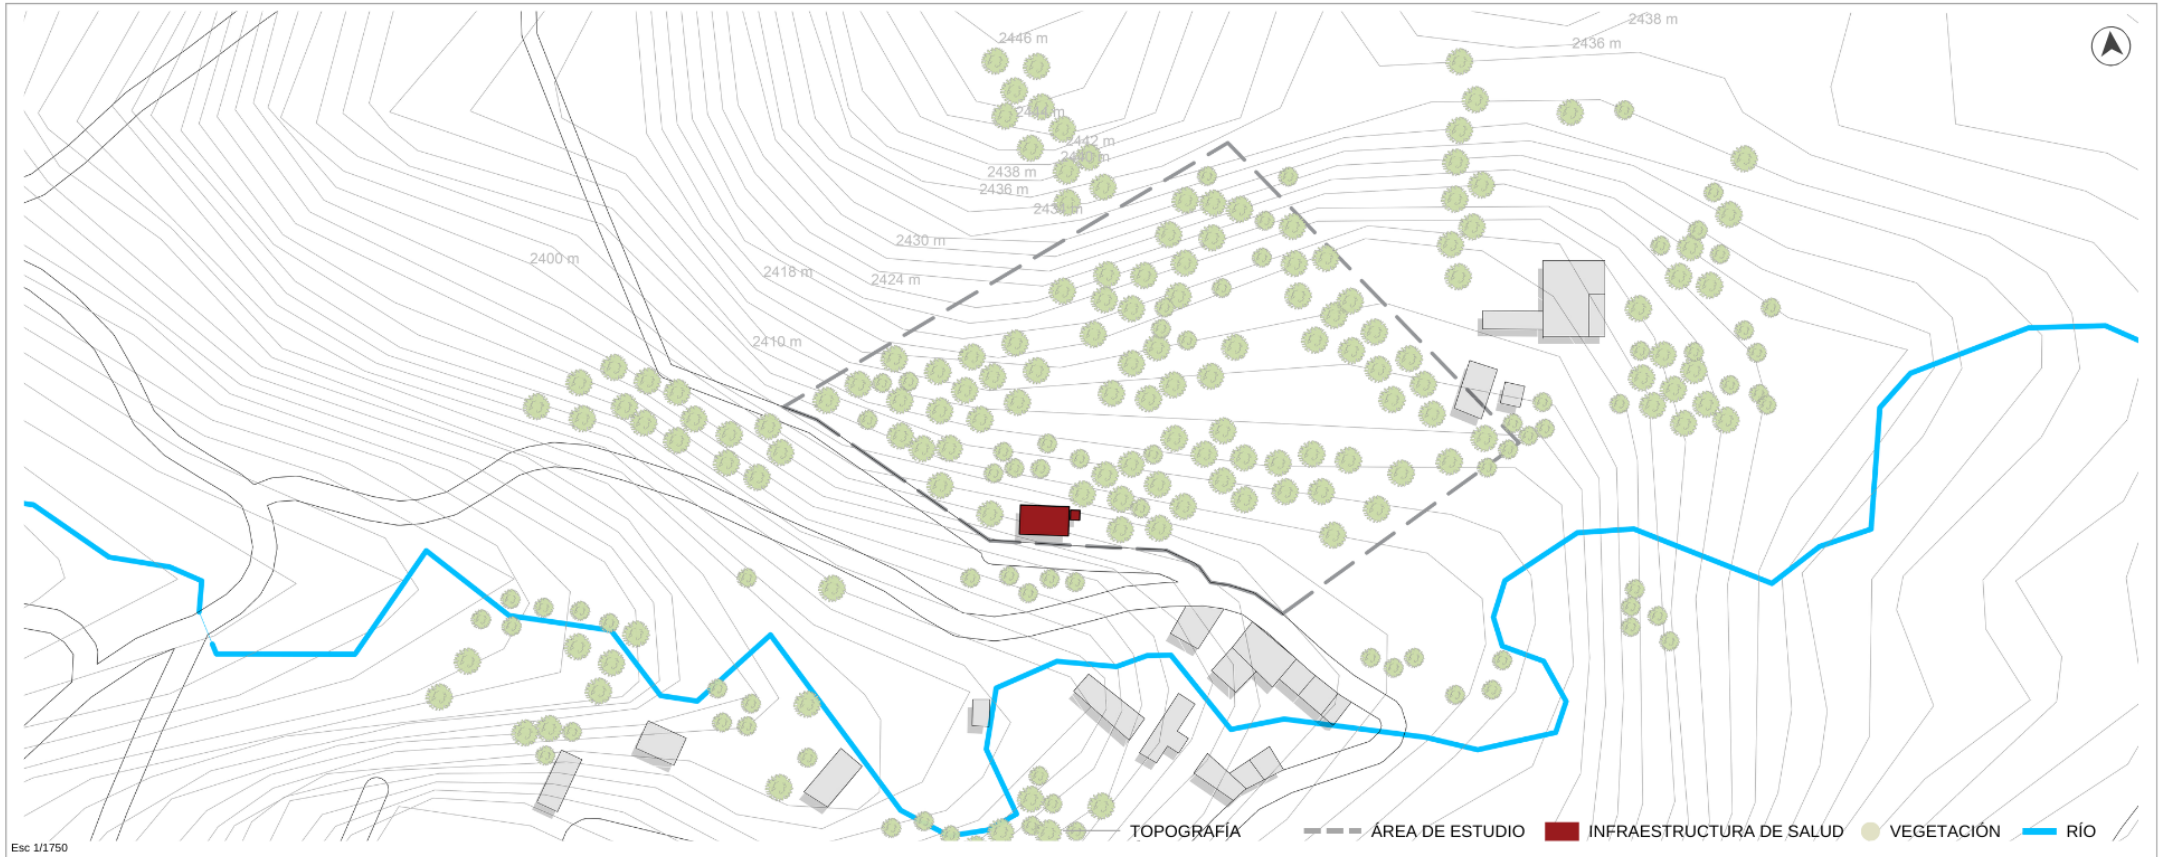 2438 m
2446 m
2436 m
2444 m
2442 m
2438 m
2436 m
2430 m
2400 m
2418 m
2424 m
2410 m
TOPOGRAFÍA
ÁREA DE ESTUDIO
INFRAESTRUCTURA DE SALUD
VEGETACIÓN
RÍO
Esc 1/1750